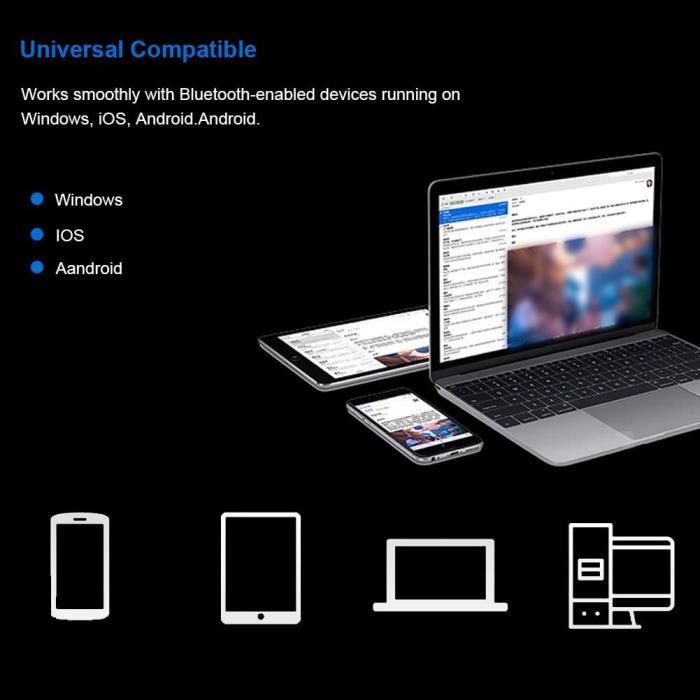 Universal Compatible
Works smoothly with Bluetooth-enabled devices running on
Windows, iOS, Android.Android.
Windows
IOS
Aandroid